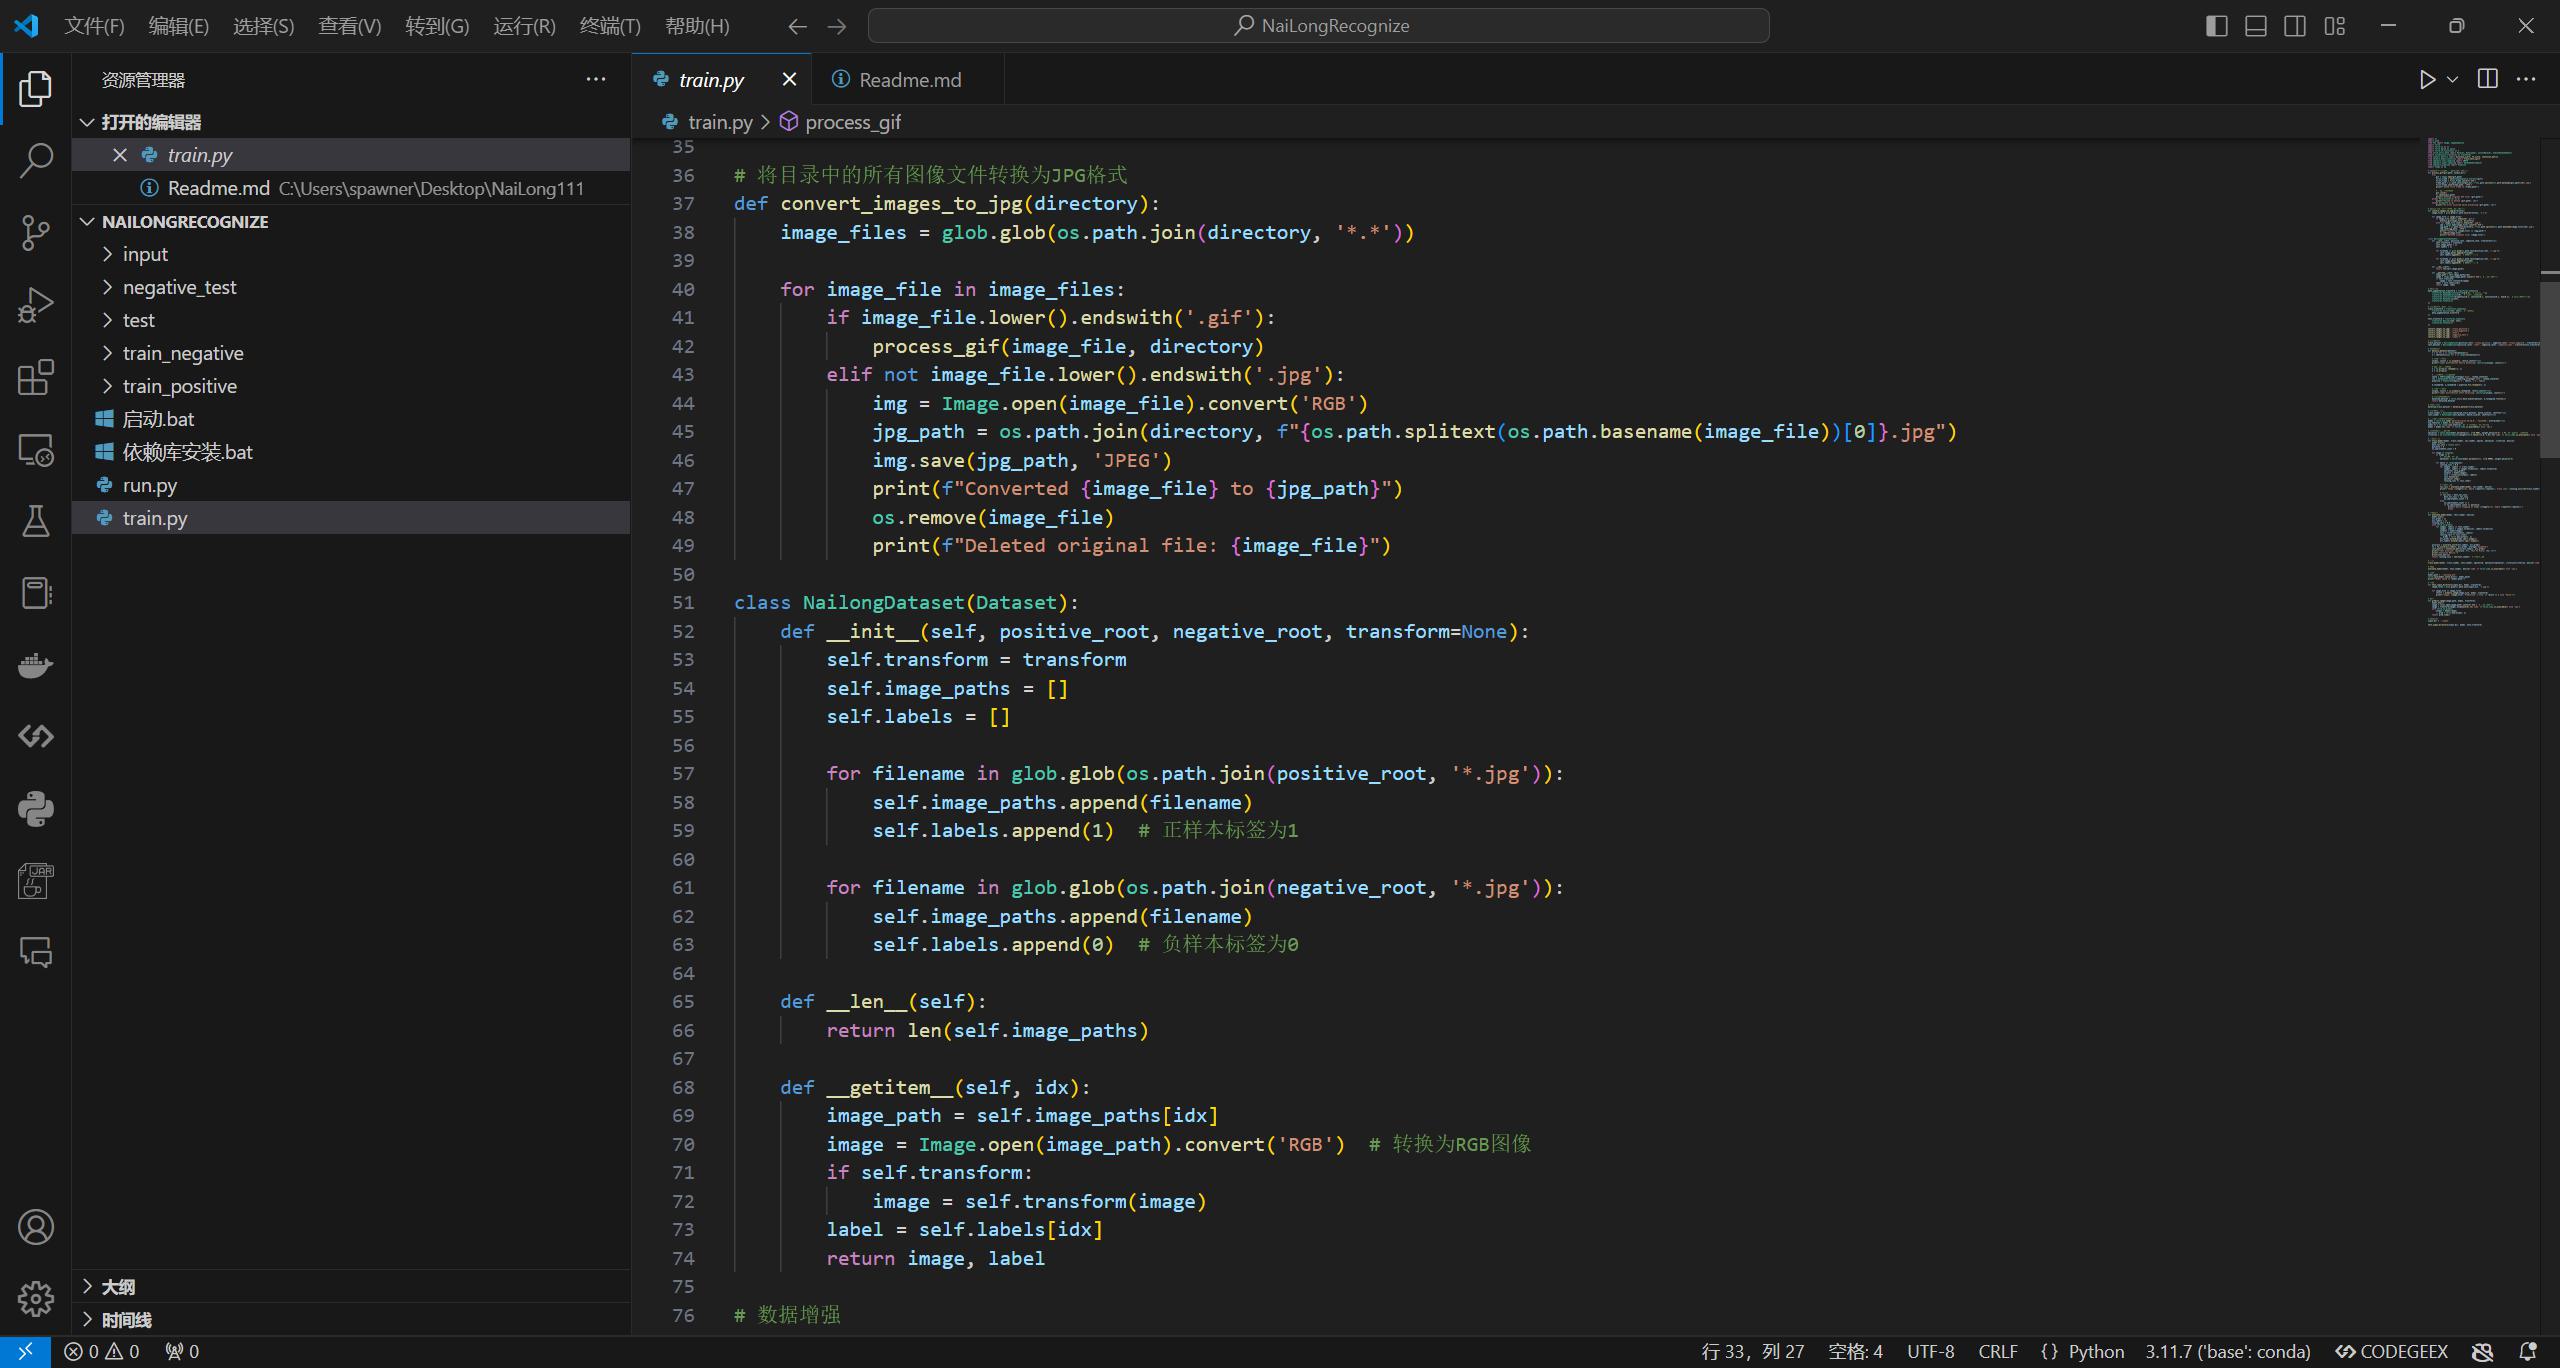 文件(F) 编辑(E) 选择(S) 查看(V) 转到(G) 运行(R) 终端(T) 帮助(H) NaiLongRecognize
资源管理器
打开的编辑器
train.py
Readme.md C:\Users\spawner\Desktop\NaiLong111
NAILONGRECOGNIZE
input
negative_test
test
train_negative
train_positive
启动.bat
依赖库安装.bat
run.py
train.py
大纲
时间线
train.py Readme.md
train.py > process_gif
35
36 # 将目录中的所有图像文件转换为JPG格式
37 def convert_images_to_jpg(directory):
38 image_files = glob.glob(os.path.join(directory, '*.*'))
39
40 for image_file in image_files:
41 if image_file.lower().endswith('.gif'):
42 process_gif(image_file, directory)
43 elif not image_file.lower().endswith('.jpg'):
44 img = Image.open(image_file).convert('RGB')
45 jpg_path = os.path.join(directory, f"{os.path.splitext(os.path.basename(image_file))[0]}.jpg")
46 img.save(jpg_path, 'JPEG')
47 print(f"Converted {image_file} to {jpg_path}")
48 os.remove(image_file)
49 print(f"Deleted original file: {image_file}")
50
51 class NailongDataset(Dataset):
52 def __init__(self, positive_root, negative_root, transform=None):
53 self.transform = transform
54 self.image_paths = []
55 self.labels = []
56
57 for filename in glob.glob(os.path.join(positive_root, '*.jpg')):
58 self.image_paths.append(filename)
59 self.labels.append(1) # 正样本标签为1
60
61 for filename in glob.glob(os.path.join(negative_root, '*.jpg')):
62 self.image_paths.append(filename)
63 self.labels.append(0) # 负样本标签为0
64
65 def __len__(self):
66 return len(self.image_paths)
67
68 def __getitem__(self, idx):
69 image_path = self.image_paths[idx]
70 image = Image.open(image_path).convert('RGB') # 转换为RGB图像
71 if self.transform:
72 image = self.transform(image)
73 label = self.labels[idx]
74 return image, label
75
76 # 数据增强
0 0 0 行 33，列 27 空格: 4 UTF-8 CRLF {} Python 3.11.7 ('base': conda) CODEGEEX